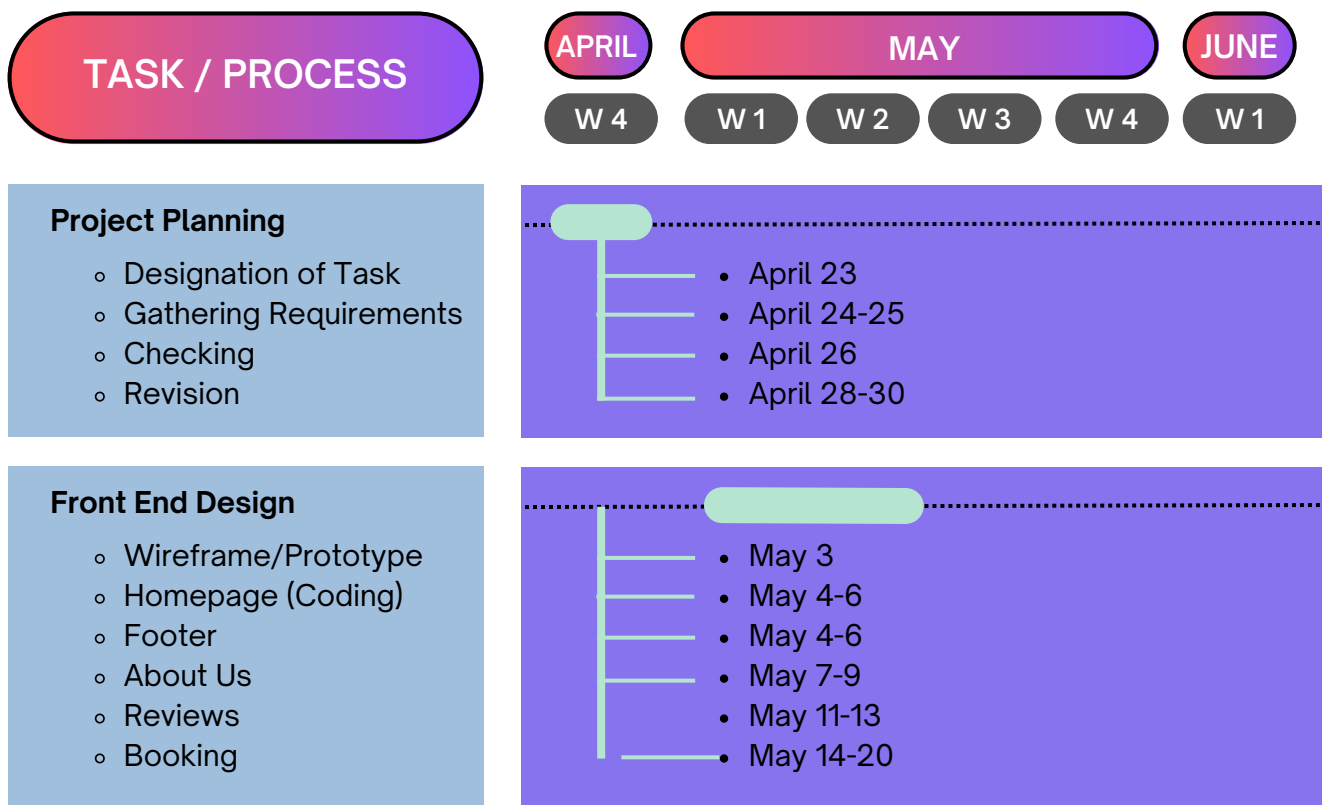 TASK / PROCESS
APRIL
MAY
JUNE
W 4
W 1
W 2
W 3
W 4
W 1
Project Planning
Designation of Task
Gathering Requirements
Checking
Revision
April 23
April 24-25
April 26
April 28-30
Front End Design
Wireframe/Prototype
Homepage (Coding)
Footer
About Us
Reviews
Booking
May 3
May 4-6
May 4-6
May 7-9
May 11-13
May 14-20